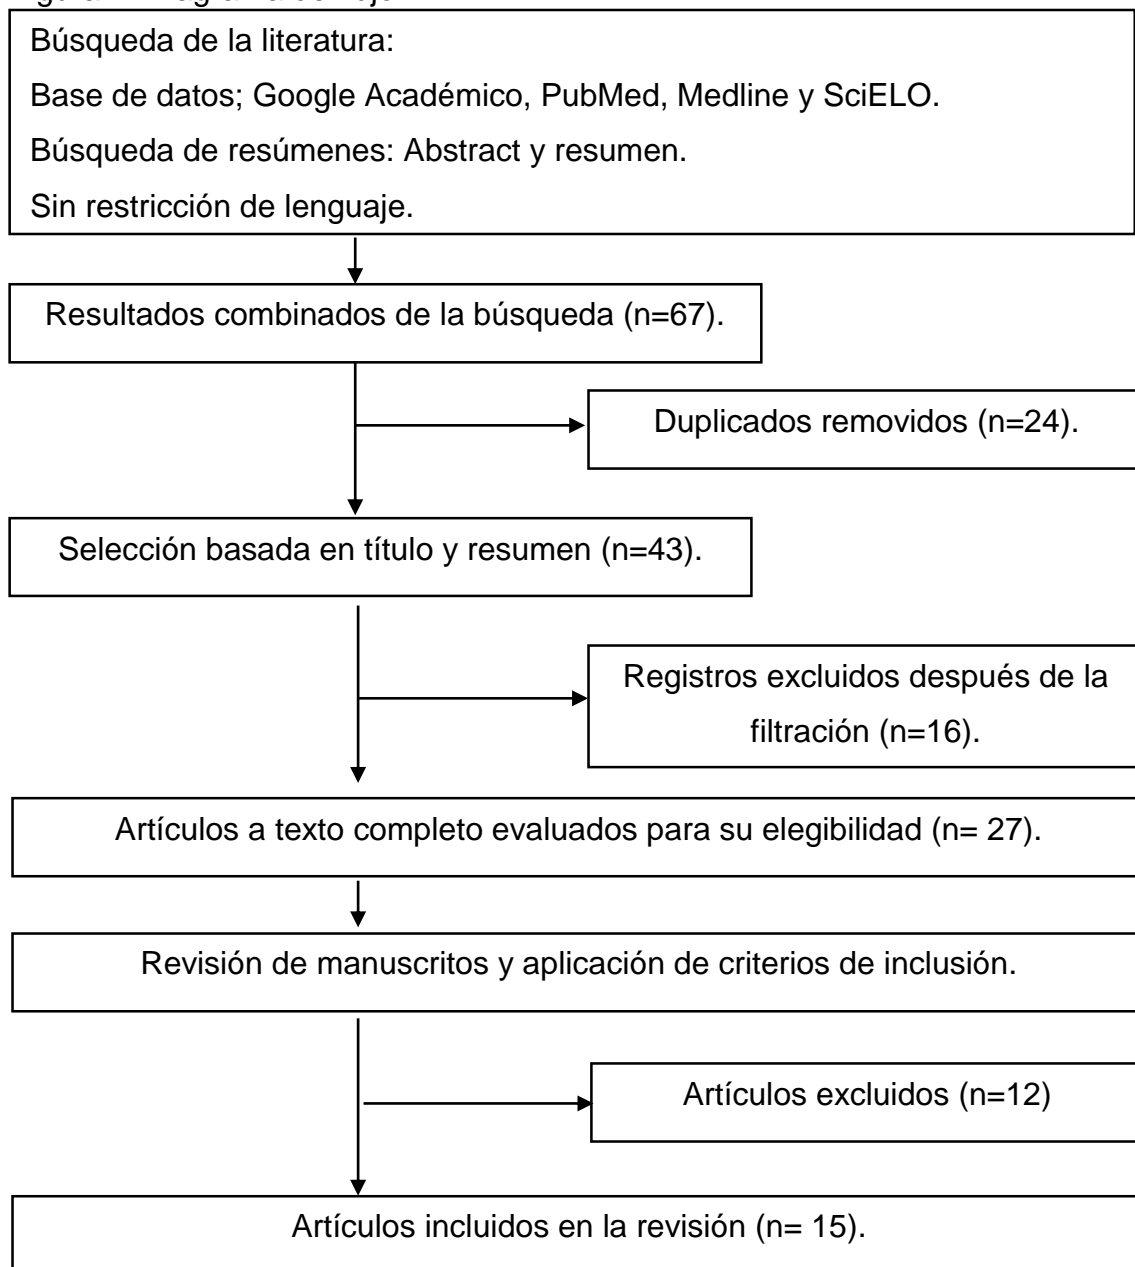 Búsqueda de la literatura:
Base de datos; Google Académico, PubMed, Medline y SciELO.
Búsqueda de resúmenes: Abstract y resumen.
Sin restricción de lenguaje.
Resultados combinados de la búsqueda (n=67).
Duplicados removidos (n=24).
Selección basada en título y resumen (n=43).
Registros excluidos después de la
filtración (n=16).
Artículos a texto completo evaluados para su elegibilidad (n= 27).
Revisión de manuscritos y aplicación de criterios de inclusión.
Artículos excluidos (n=12)
Artículos incluidos en la revisión (n= 15).